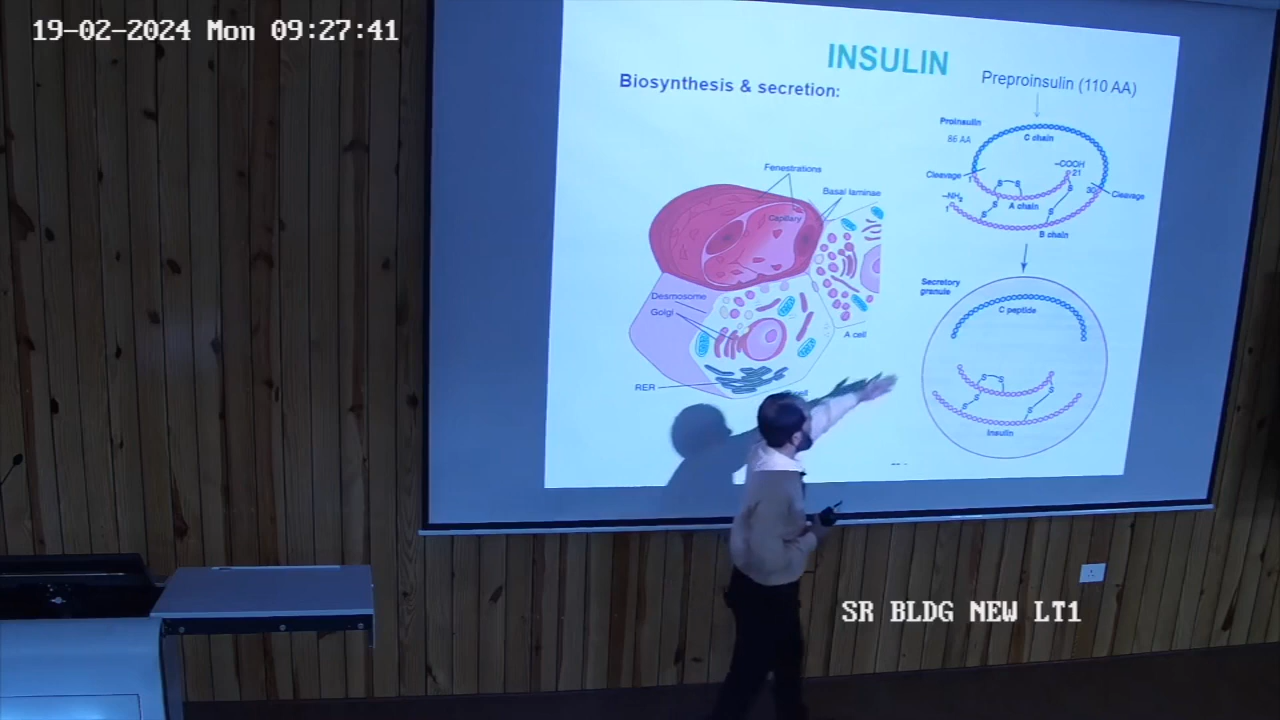 19-02-2024 Mon 09:27:41
INSULIN
Biosynthesis & secretion:
Preproinsulin (110 AA)
Proinsulin
86 AA
C chain
Fenestrations
–COOH
21
Cleavage
1
Basal laminae
S S
30
Cleavage
–NH2
S
A chain
Capillary
S
S
1
S
B chain
Secretory
granule
Desmosome
Golgi
C peptide
A cell
RER
S S
S
S
S
S
Insulin
SR BLDG NEW LT1